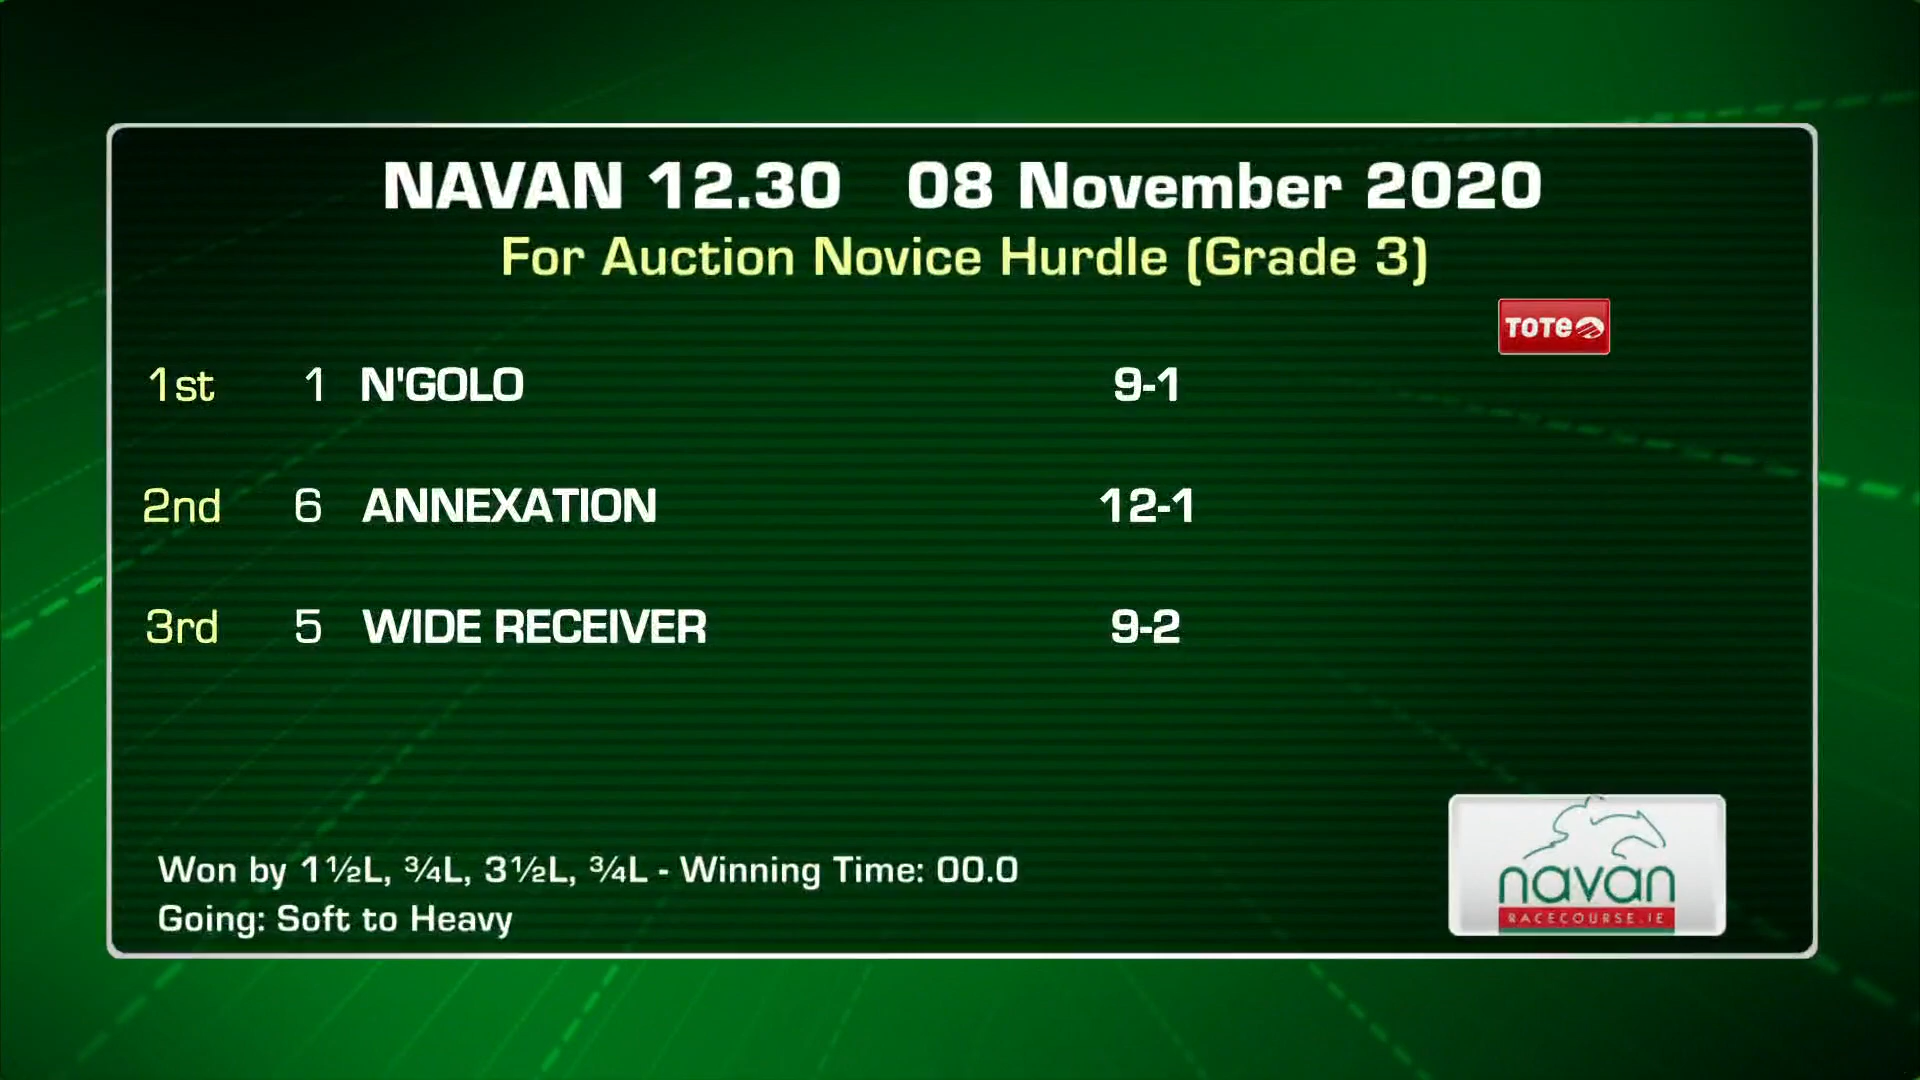 NAVAN 12.30 08 November 2020
For Auction Novice Hurdle (Grade 3)
TOTE
1st 1 N'GOLO 9-1
2nd 6 ANNEXATION 12-1
3rd 5 WIDE RECEIVER 9-2
Won by 1½L, ¾L, 3½L, ¾L - Winning Time: 00.0
Going: Soft to Heavy
navan
RACECOURSE.IE